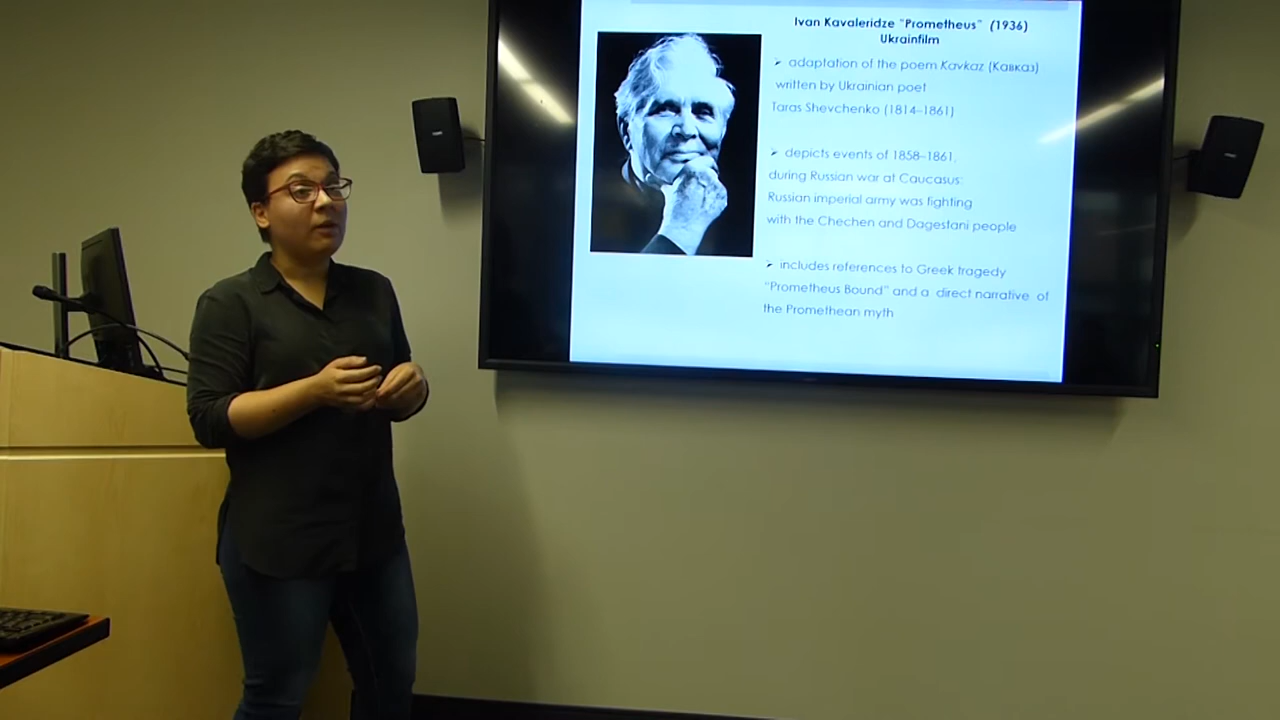 Ivan Kavaleridze "Prometheus" (1936)
Ukrainfilm
➤ adaptation of the poem Kavkaz (Кавказ)
written by Ukrainian poet
Taras Shevchenko (1814–1861)
➤ depicts events of 1858–1861,
during Russian war at Caucasus:
Russian imperial army was fighting
with the Chechen and Dagestani people
➤ includes references to Greek tragedy
"Prometheus Bound" and a direct narrative of
the Promethean myth